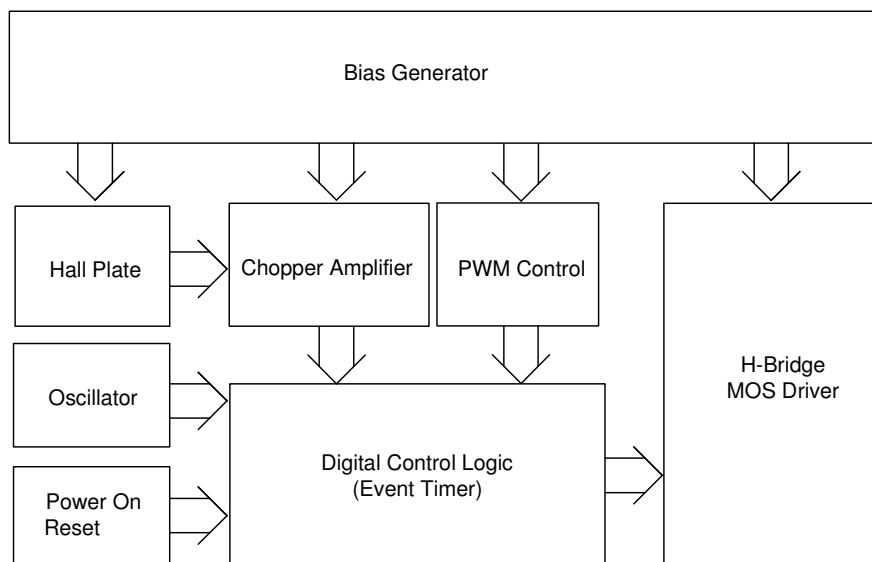 Bias Generator
Hall Plate
Chopper Amplifier
PWM Control
H-Bridge
MOS Driver
Oscillator
Digital Control Logic
(Event Timer)
Power On
Reset